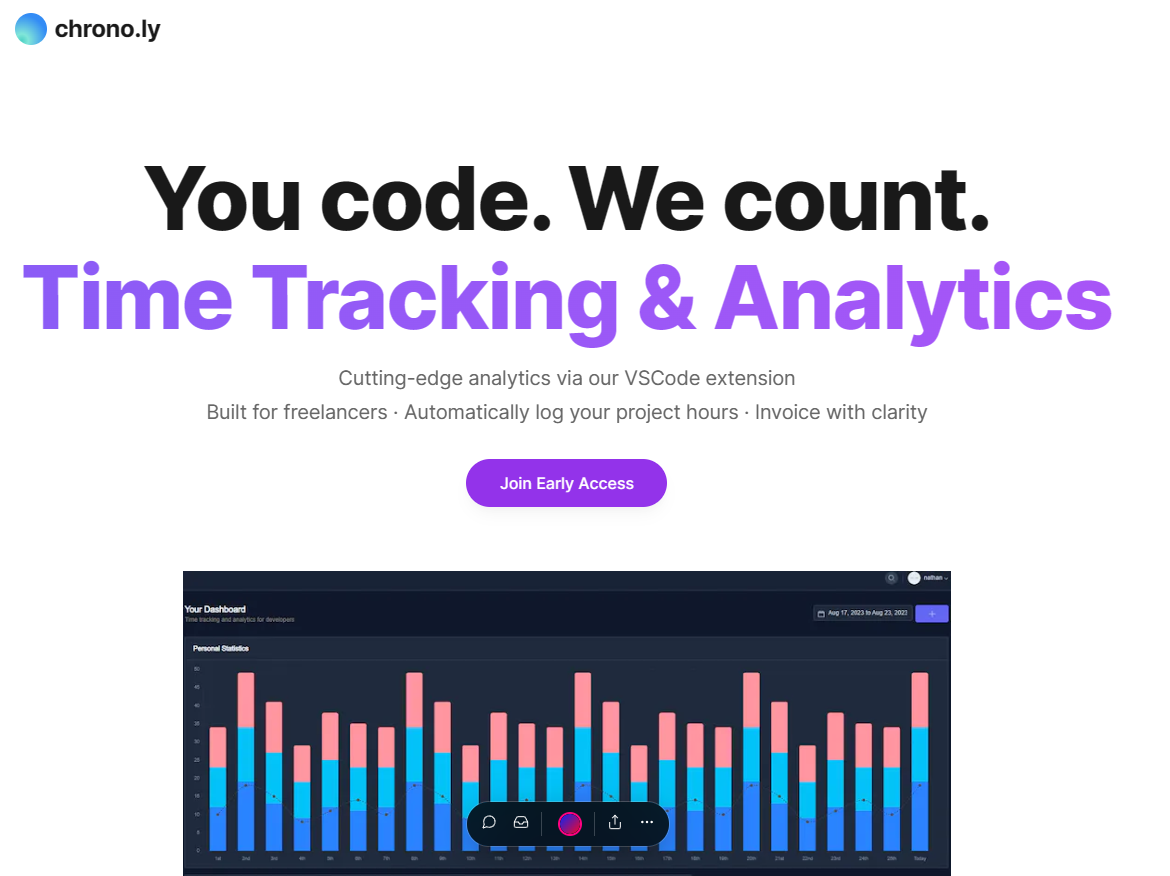 chrono.ly
You code. We count.
Time Tracking & Analytics
Cutting-edge analytics via our VSCode extension
Built for freelancers · Automatically log your project hours · Invoice with clarity
Join Early Access
nathan
Your Dashboard
Time tracking and analytics for developers
Aug 17, 2023 to Aug 23, 2023
+
Personal Statistics
50
45
40
35
30
25
20
15
10
5
0
1st 2nd 3rd 4th 5th 6th 7th 8th 9th 10th 11th 12th 13th 14th 15th 16th 17th 18th 19th 20th 21st 22nd 23rd 24th 25th Today